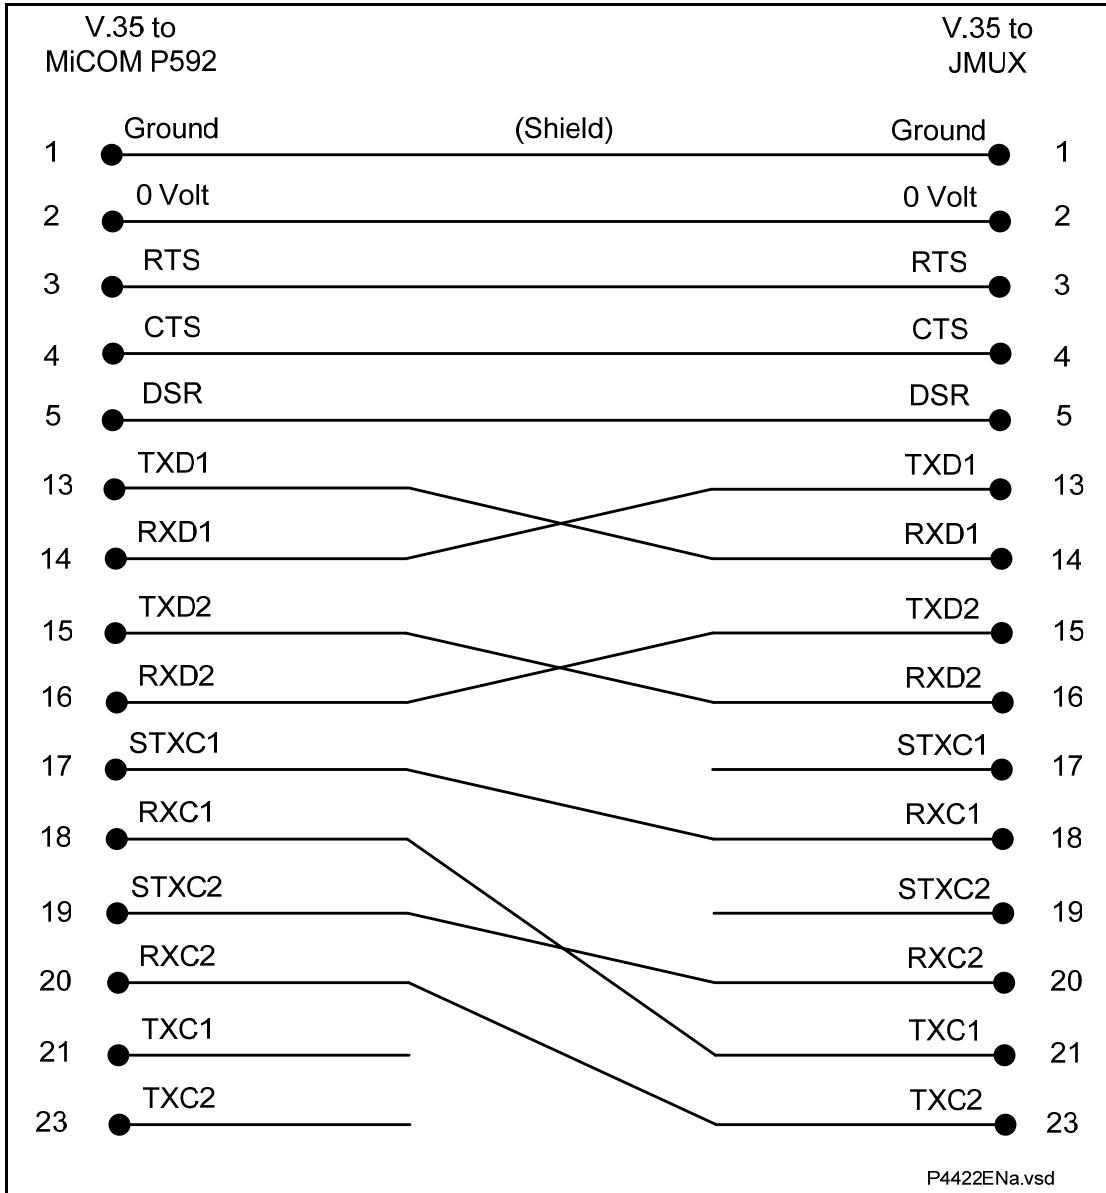 V.35 to V.35 to
MiCOM P592 JMUX
Ground (Shield) Ground
1 1
0 Volt 0 Volt
2 2
RTS RTS
3 3
CTS CTS
4 4
DSR DSR
5 5
TXD1 TXD1
13 13
RXD1 RXD1
14 14
TXD2 TXD2
15 15
RXD2 RXD2
16 16
STXC1 STXC1
17 17
RXC1 RXC1
18 18
STXC2 STXC2
19 19
RXC2 RXC2
20 20
TXC1 TXC1
21 21
TXC2 TXC2
23 23
P4422ENa.vsd